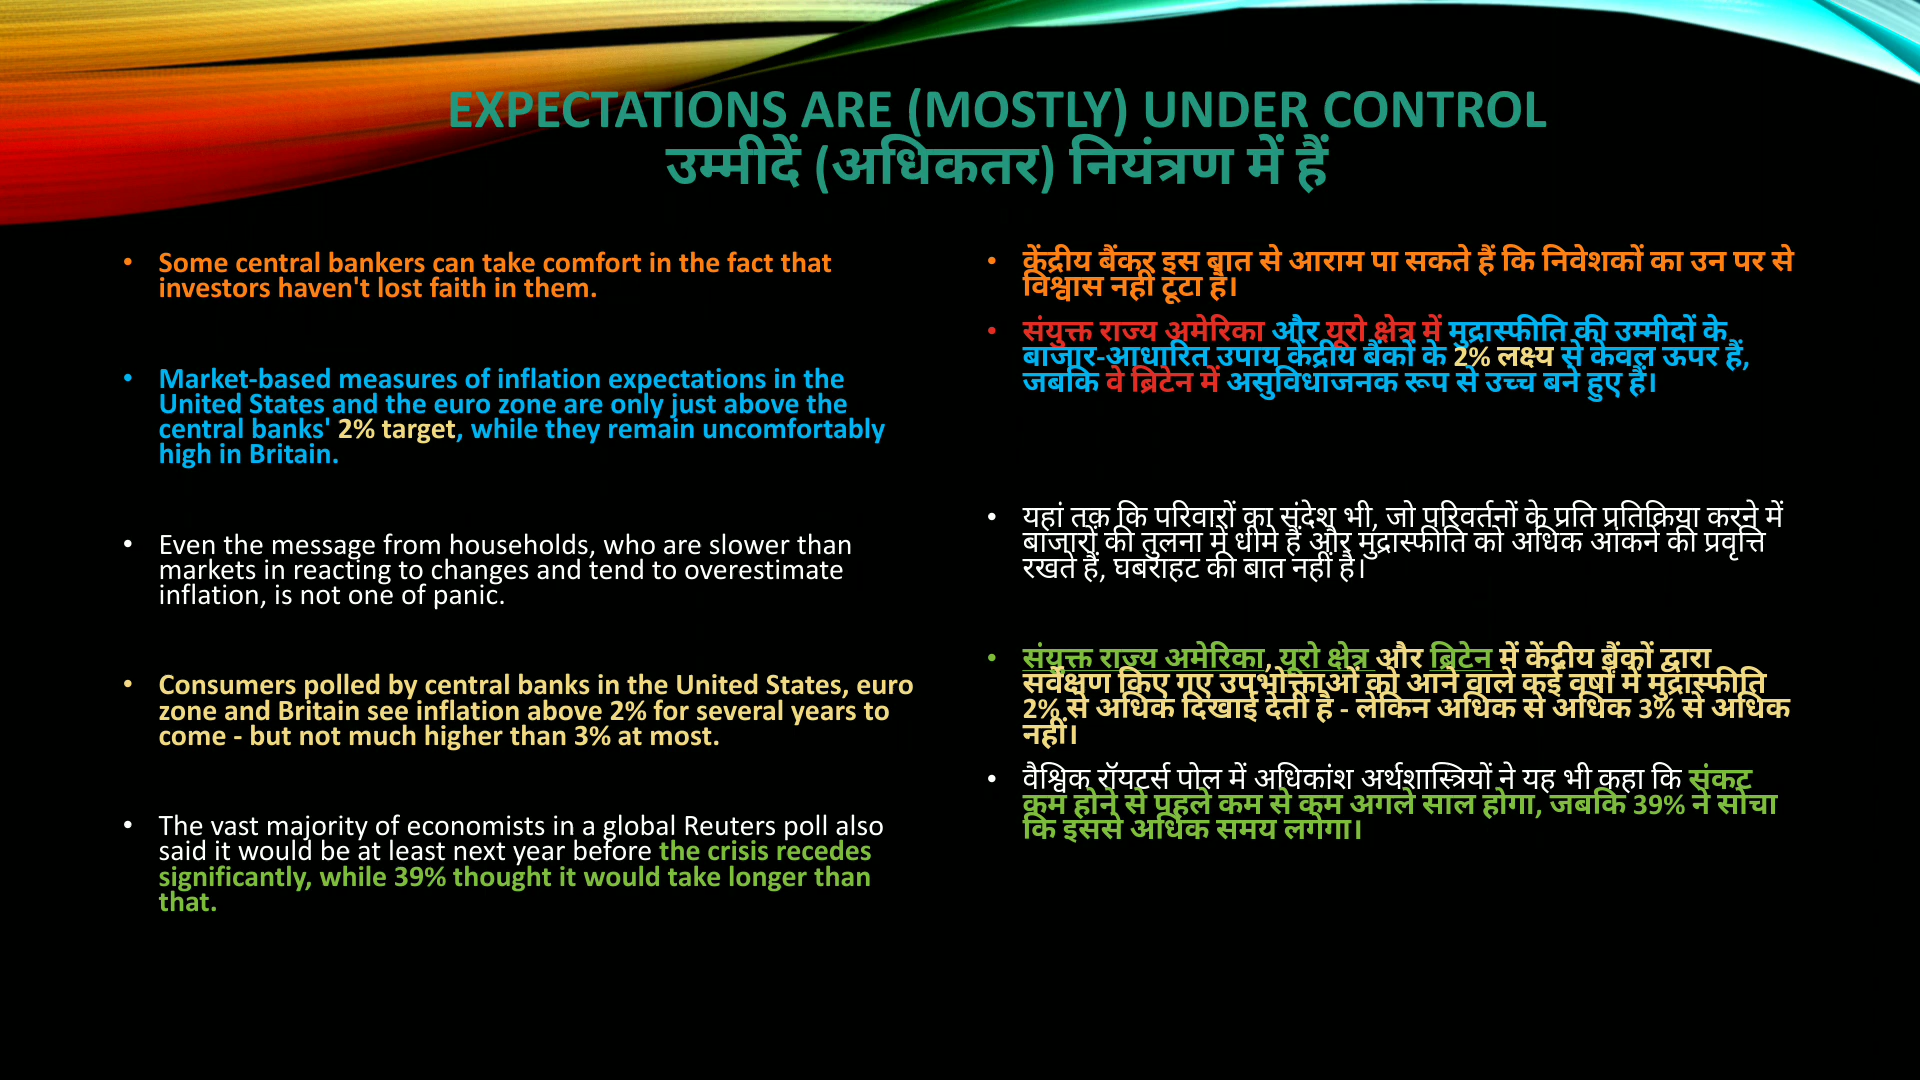 EXPECTATIONS ARE (MOSTLY) UNDER CONTROL
उम्मीदें (अधिकतर) नियंत्रण में हैं
• Some central bankers can take comfort in the fact that
investors haven't lost faith in them.
• Market-based measures of inflation expectations in the
United States and the euro zone are only just above the
central banks' 2% target, while they remain uncomfortably
high in Britain.
• Even the message from households, who are slower than
markets in reacting to changes and tend to overestimate
inflation, is not one of panic.
• Consumers polled by central banks in the United States, euro
zone and Britain see inflation above 2% for several years to
come - but not much higher than 3% at most.
• The vast majority of economists in a global Reuters poll also
said it would be at least next year before the crisis recedes
significantly, while 39% thought it would take longer than
that.
• केंद्रीय बैंकर इस बात से आराम पा सकते हैं कि निवेशकों का उन पर से
विश्वास नहीं टूटा है।
• संयुक्त राज्य अमेरिका और यूरो क्षेत्र में मुद्रास्फीति की उम्मीदों के
बाजार-आधारित उपाय केंद्रीय बैंकों के 2% लक्ष्य से केवल ऊपर हैं,
जबकि वे ब्रिटेन में असुविधाजनक रूप से उच्च बने हुए हैं।
• यहां तक कि परिवारों का संदेश भी, जो परिवर्तनों के प्रति प्रतिक्रिया करने में
बाजारों की तुलना में धीमे हैं और मुद्रास्फीति को अधिक आंकने की प्रवृत्ति
रखते हैं, घबराहट की बात नहीं है।
• संयुक्त राज्य अमेरिका, यूरो क्षेत्र और ब्रिटेन में केंद्रीय बैंकों द्वारा
सर्वेक्षण किए गए उपभोक्ताओं को आने वाले कई वर्षों में मुद्रास्फीति
2% से अधिक दिखाई देती है - लेकिन अधिक से अधिक 3% से अधिक
नहीं।
• वैश्विक रॉयटर्स पोल में अधिकांश अर्थशास्त्रियों ने यह भी कहा कि संकट
कम होने से पहले कम से कम अगले साल होगा, जबकि 39% ने सोचा
कि इससे अधिक समय लगेगा।